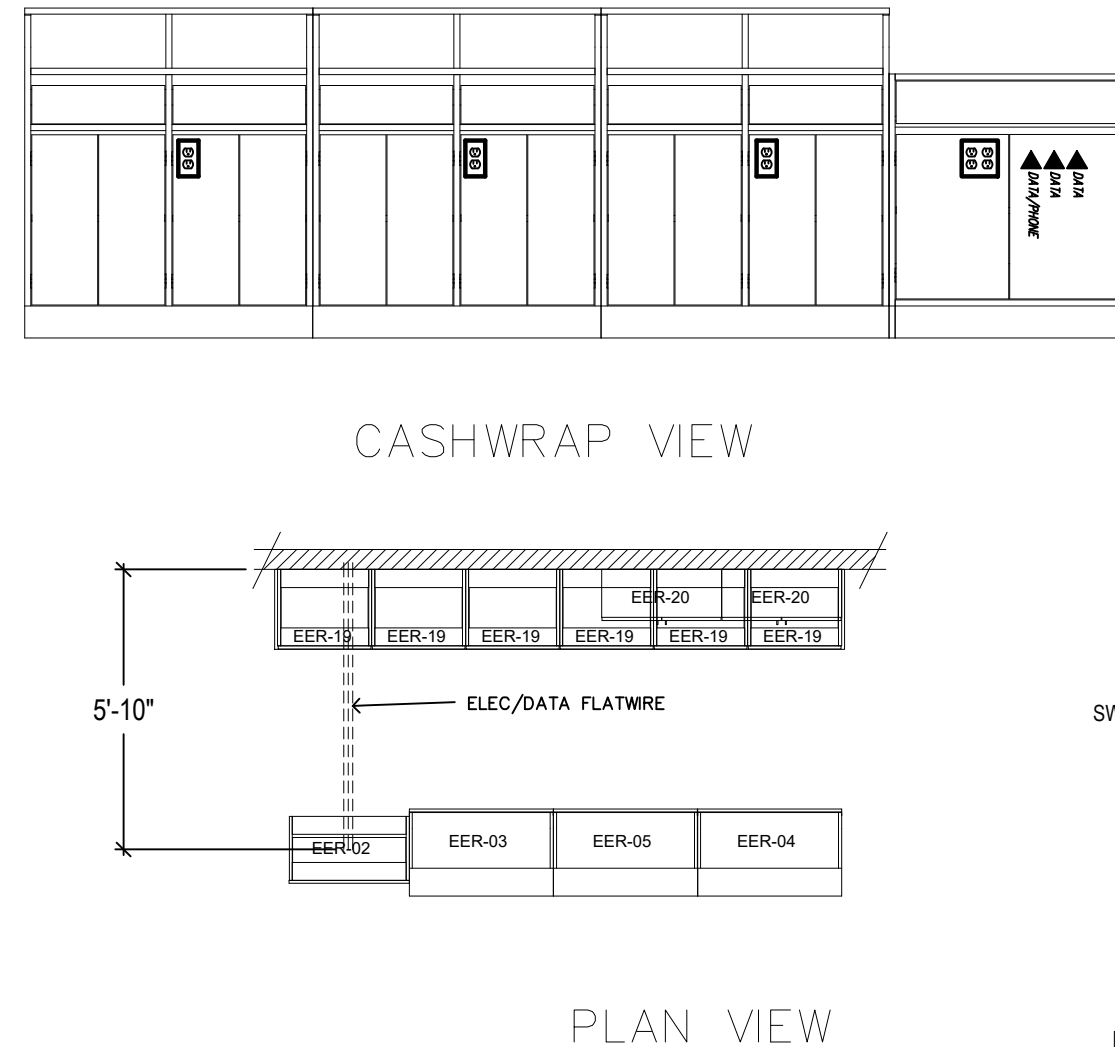 DATA
DATA
DATA/PHONE
CASHWRAP VIEW
EER-20 EER-20
EER-19 EER-19 EER-19 EER-19 EER-19 EER-19
5'-10"
ELEC/DATA FLATWIRE
SW
EER-02 EER-03 EER-05 EER-04
PLAN VIEW